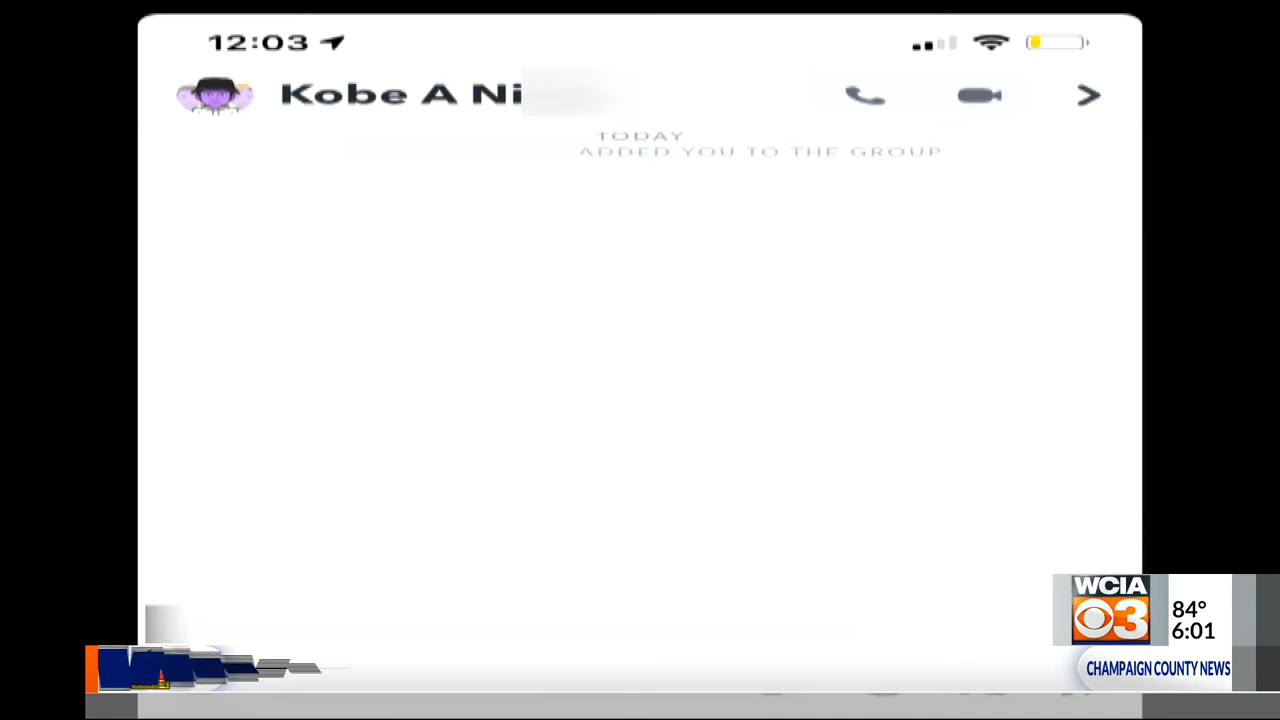 12:03
Kobe A Ni
TODAY
ADDED YOU TO THE GROUP
WCIA
3
84°
6:01
CHAMPAIGN COUNTY NEWS